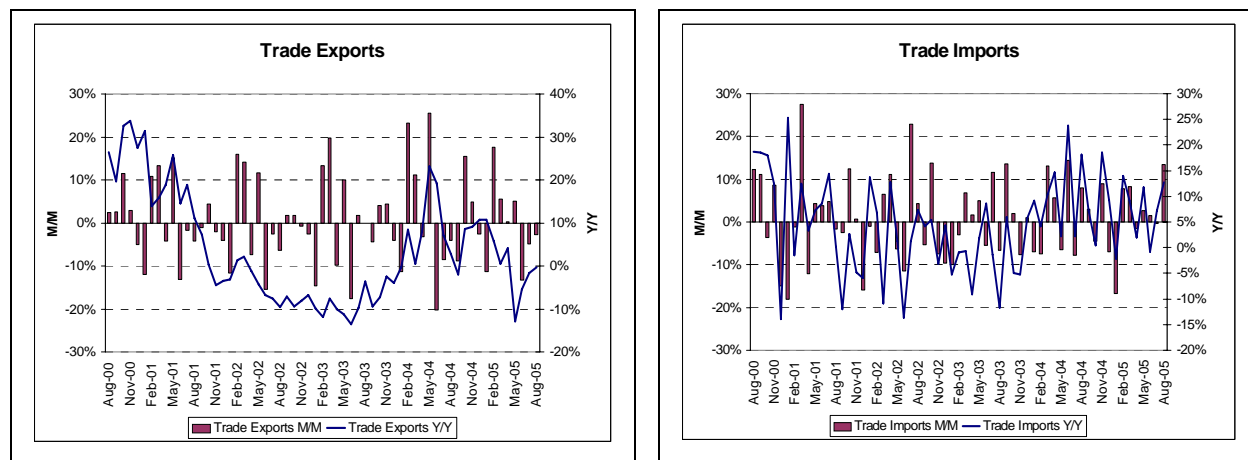 Trade Exports
30%
20%
10%
0%
-10%
-20%
-30%
M/M
40%
30%
20%
10%
0%
-10%
-20%
Y/Y
Aug-00
Nov-00
Feb-01
May-01
Aug-01
Nov-01
Feb-02
May-02
Aug-02
Nov-02
Feb-03
May-03
Aug-03
Nov-03
Feb-04
May-04
Aug-04
Nov-04
Feb-05
May-05
Aug-05
Trade Exports M/M Trade Exports Y/Y
Trade Imports
30%
20%
10%
0%
-10%
-20%
-30%
M/M
30%
25%
20%
15%
10%
5%
0%
-5%
-10%
-15%
-20%
Y/Y
Aug-00
Nov-00
Feb-01
May-01
Aug-01
Nov-01
Feb-02
May-02
Aug-02
Nov-02
Feb-03
May-03
Aug-03
Nov-03
Feb-04
May-04
Aug-04
Nov-04
Feb-05
May-05
Aug-05
Trade Imports M/M Trade Imports Y/Y